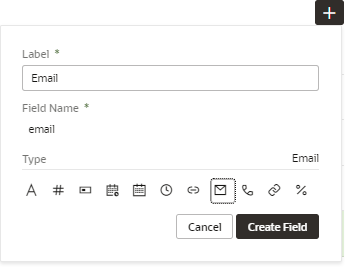 Label *
Email
Field Name *
email
Type Email
Cancel Create Field